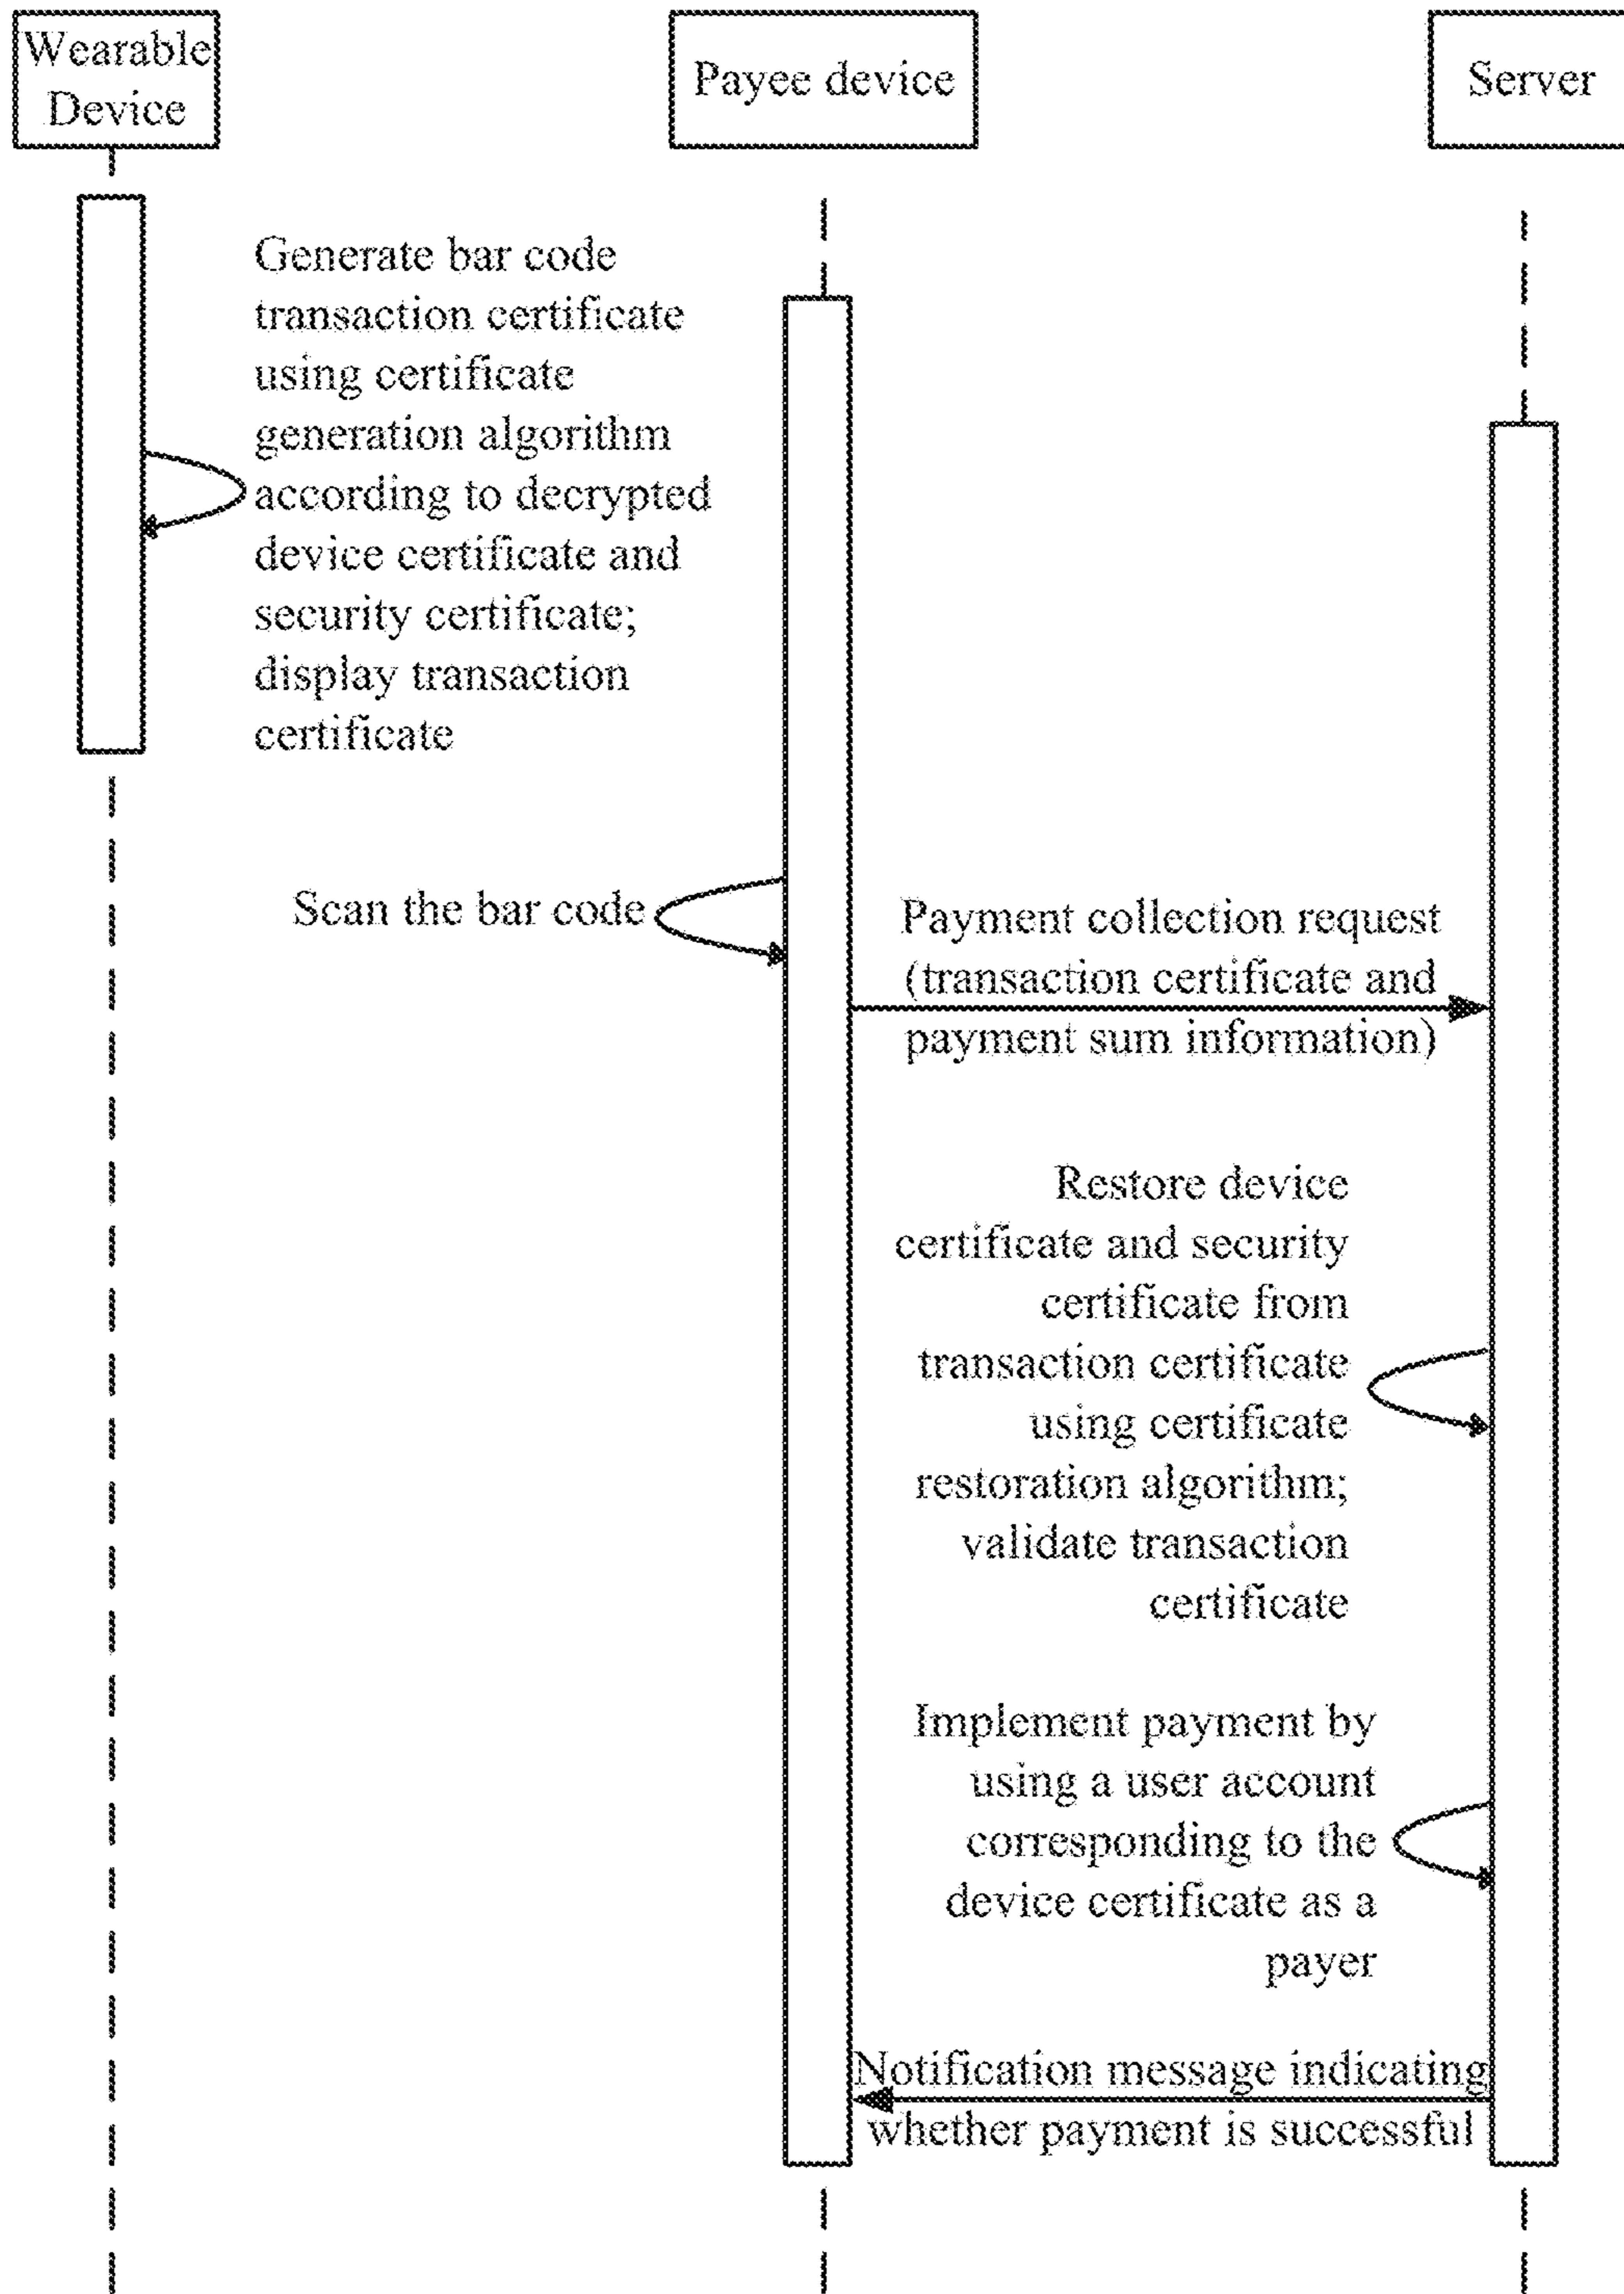 Wearable
Device
Payee device
Server
Generate bar code
transaction certificate
using certificate
generation algorithm
according to decrypted
device certificate and
security certificate;
display transaction
certificate
Scan the bar code
Payment collection request
(transaction certificate and
payment sum information)
Restore device
certificate and security
certificate from
transaction certificate
using certificate
restoration algorithm;
validate transaction
certificate
Implement payment by
using a user account
corresponding to the
device certificate as a
payer
Notification message indicating
whether payment is successful